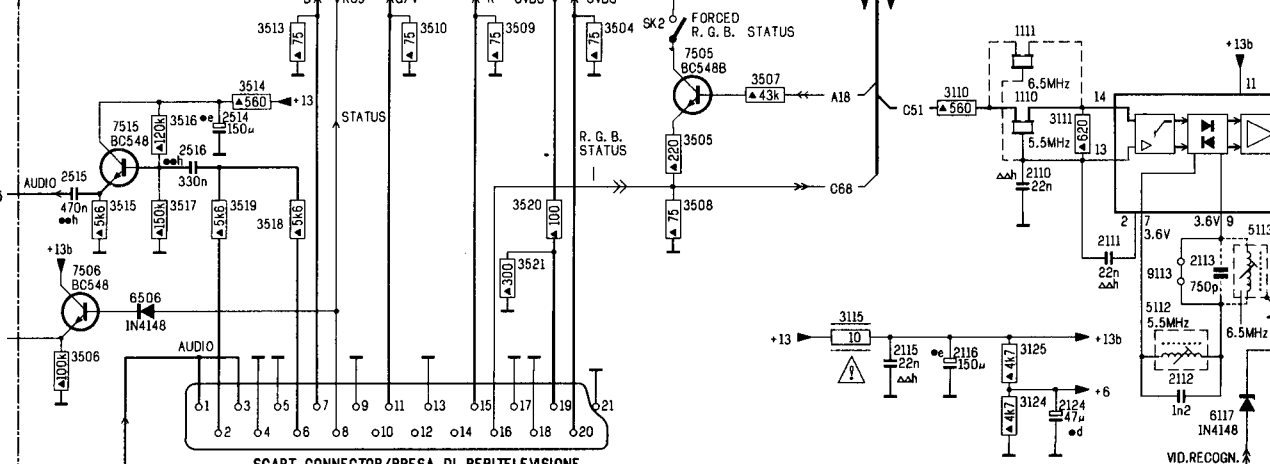 3513
75
3510
75
3509
75
3504
75
SK2
FORCED
R. G. B. STATUS
7505
BC548B
3507
43k
A18
1111
6.5MHz
+13b
11
3514
560
+13
3516
120k
●e
2514
150µ
STATUS
7515
BC548
●●h
2516
330n
R. G. B.
STATUS
3505
220
C51
3110
560
1110
5.5MHz
14
3111
620
13
AUDIO
2515
470n
●●h
3515
5k6
3517
150k
3519
5k6
3518
5k6
3520
100
C68
3508
75
△△h
2110
22n
2
7
3.6V
3.6V
9
5113
+13b
7506
BC548
6506
1N4148
3521
300
2111
22n
△△h
9113
2113
750p
5112
5.5MHz
6.5MHz
3506
100k
AUDIO
+13
3115
10
2115
22n
△△h
●e
2116
150µ
3125
4k7
+13b
3124
4k7
+6
2124
47µ
●d
2112
1n2
6117
1N4148
VID.RECOGN.
1
3
5
7
9
11
13
15
17
19
21
2
4
6
8
10
12
14
16
18
20
SCART CONNECTOR/PRESA DI PERITELEVISIONE